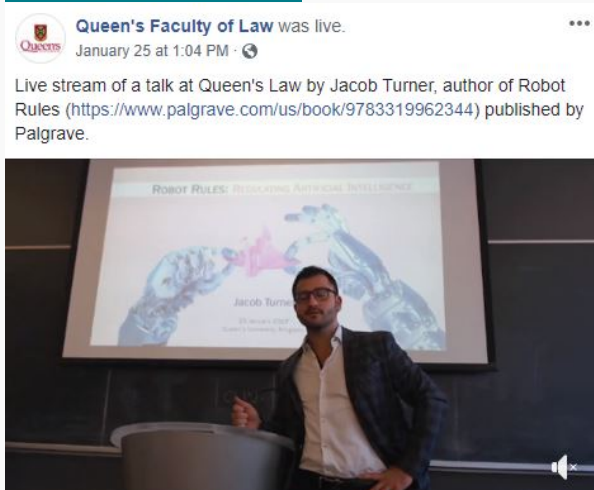 Queen's Faculty of Law was live.
Queens
January 25 at 1:04 PM ·
Live stream of a talk at Queen's Law by Jacob Turner, author of Robot
Rules (https://www.palgrave.com/us/book/9783319962344) published by
Palgrave.
ROBOT RULES: REGULATING ARTIFICIAL INTELLIGENCE
Jacob Turne